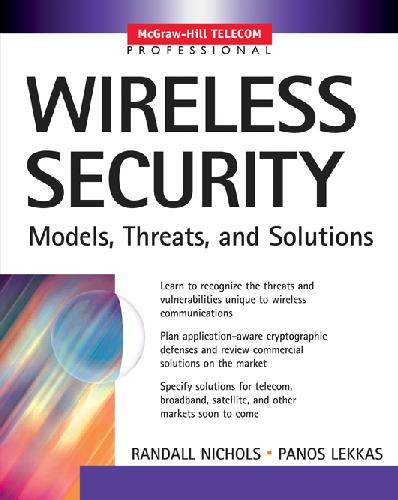 McGraw-Hill TELECOM
PROFESSIONAL
WIRELESS
SECURITY
Models, Threats, and Solutions
Learn to recognize the threats and
vulnerabilities unique to wireless
communications
Plan application-aware cryptographic
defenses and review commercial
solutions on the market
Specify solutions for telecom,
broadband, satellite, and other
markets soon to come
RANDALL NICHOLS • PANOS LEKKAS